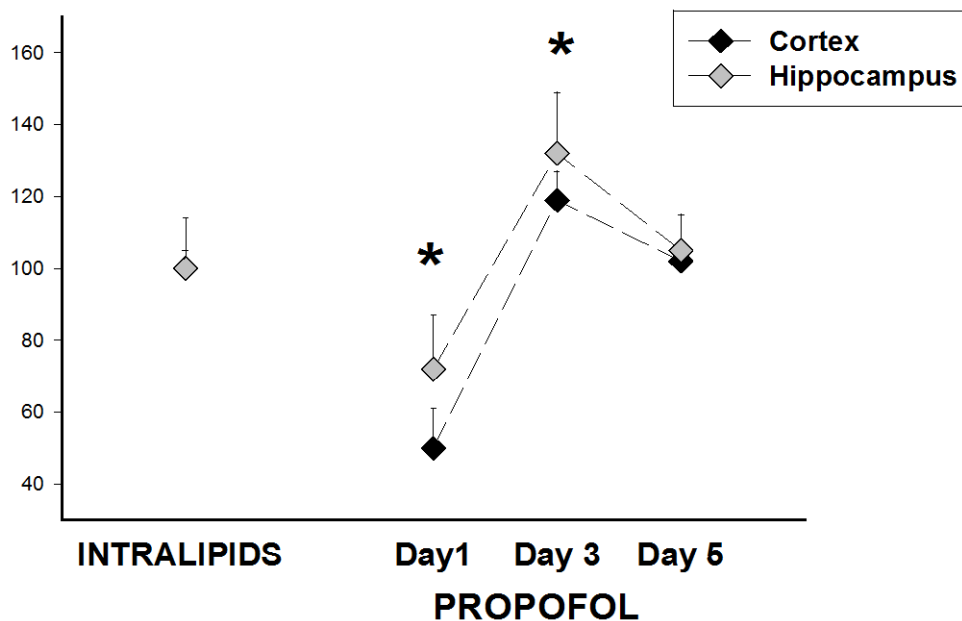 Cortex
Hippocampus
160
140
120
100
80
60
40
*
*
INTRALIPIDS Day1 Day 3 Day 5
PROPOFOL